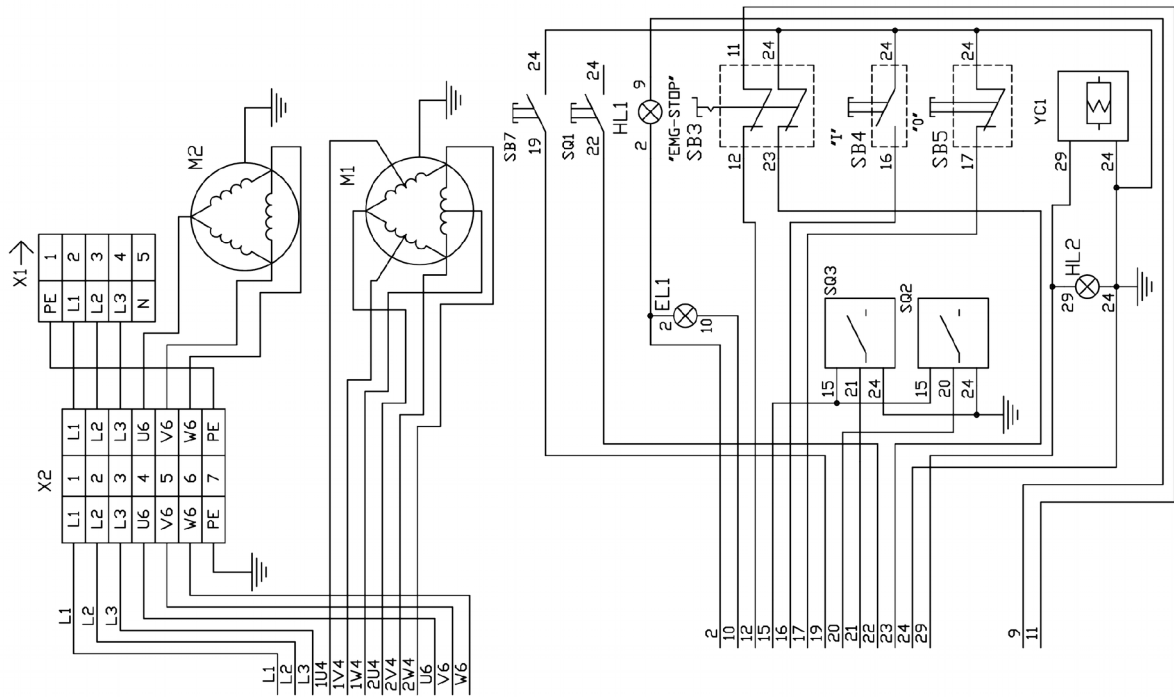 X1
1
2
3
4
5
PE
L1
L2
L3
N
M2
M1
X2
L1
L2
L3
U6
V6
W6
PE
1
2
3
4
5
6
7
L1
L2
L3
U6
V6
W6
PE
L1
L2
L3
L1
L2
L3
1U4
1V4
1W4
2U4
2V4
2W4
U6
V6
W6
24
SB7
19
24
SQ1
22
9
HL1
2
"EMG-STOP"
SB3
11
24
12
23
24
"I"
SB4
16
24
"O"
SB5
17
YC1
29
24
EL1
2
10
SQ3
15
21
24
SQ2
15
20
24
HL2
29
24
2
10
12
15
16
17
19
20
21
22
23
24
29
9
11